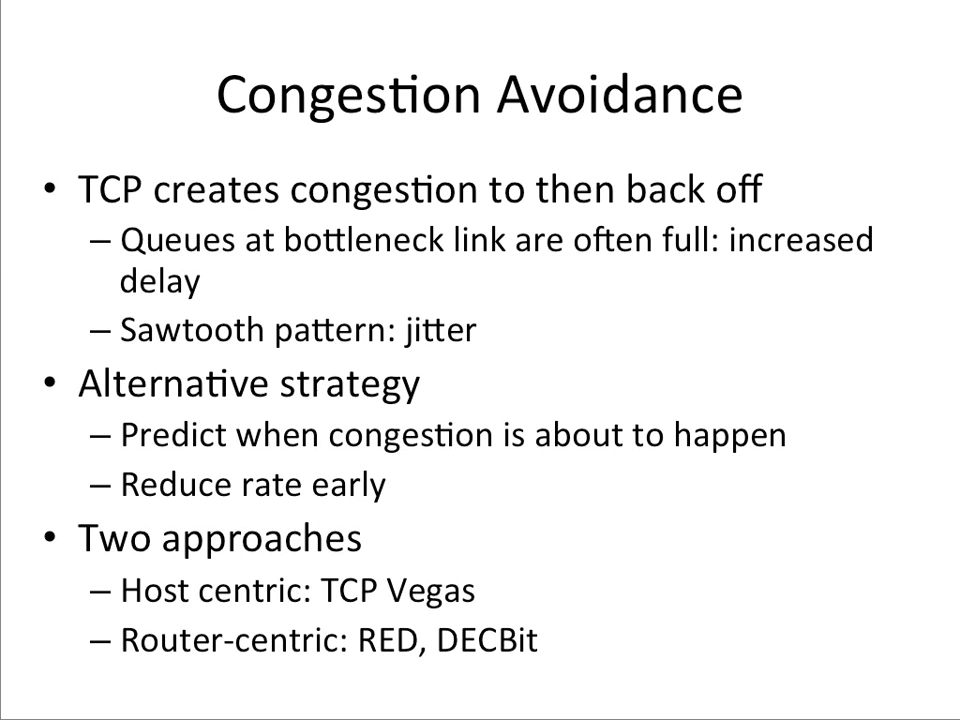 Congestion Avoidance
• TCP creates congestion to then back off
– Queues at bottleneck link are often full: increased
delay
– Sawtooth pattern: jitter
• Alternative strategy
– Predict when congestion is about to happen
– Reduce rate early
• Two approaches
– Host centric: TCP Vegas
– Router-centric: RED, DECBit